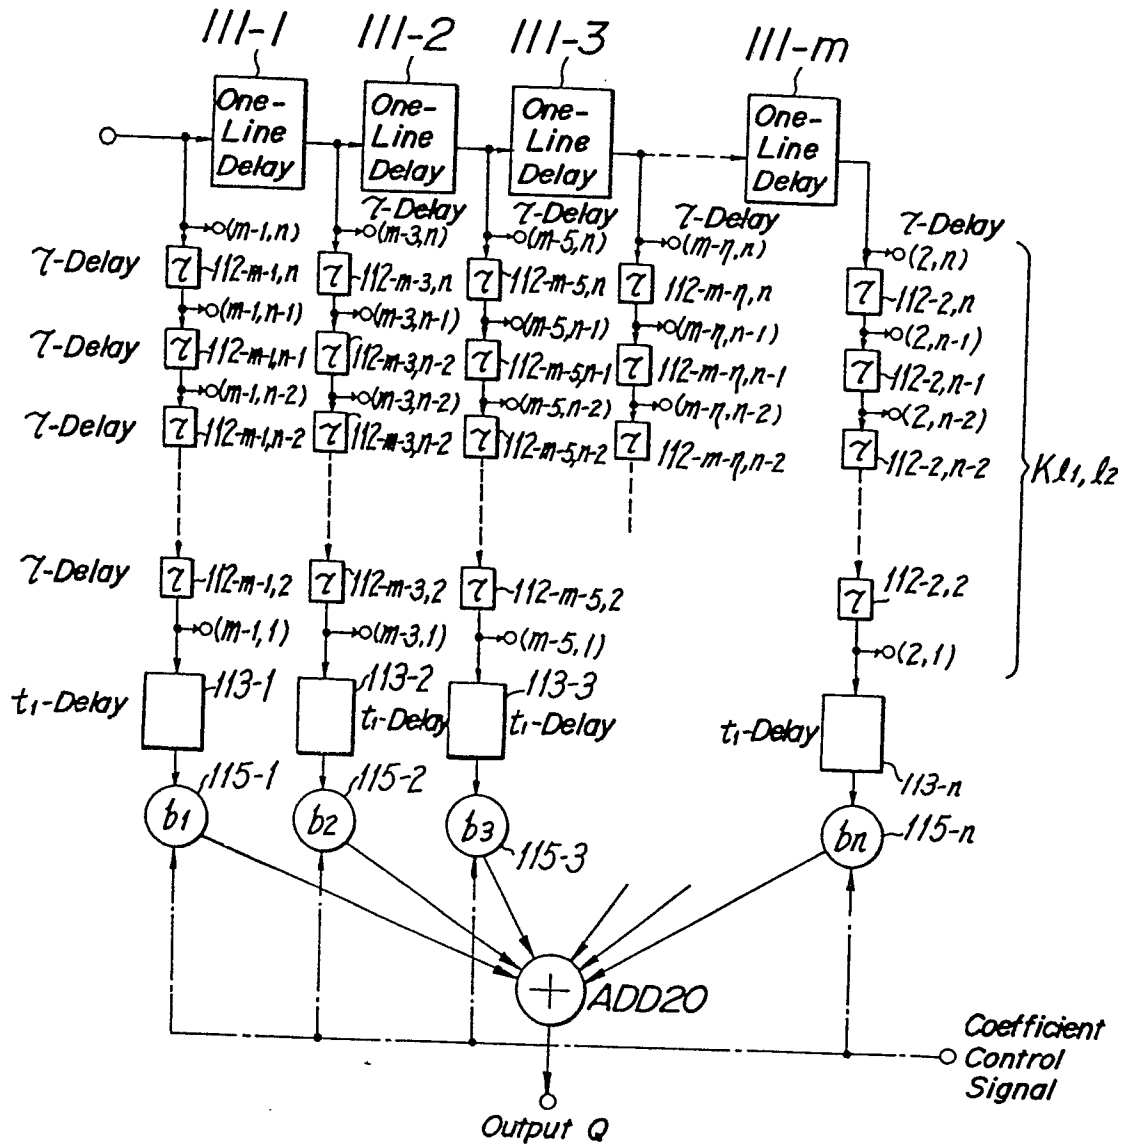 111-1 111-2 111-3 111-m
One-Line Delay
One-Line Delay
One-Line Delay
One-Line Delay
τ-Delay τ-Delay τ-Delay τ-Delay
(m-1,n) (m-3,n) (m-5,n) (m-η,n) (2,n)
τ-Delay τ 112-m-1,n τ 112-m-3,n τ 112-m-5,n τ 112-m-η,n τ 112-2,n
(m-1,n-1) (m-3,n-1) (m-5,n-1) (m-η,n-1) (2,n-1)
τ-Delay τ 112-m-1,n-1 τ 112-m-3,n-2 τ 112-m-5,n-1 τ 112-m-η,n-1 τ 112-2,n-1
(m-1,n-2) (m-3,n-2) (m-5,n-2) (m-η,n-2) (2,n-2)
τ-Delay τ 112-m-1,n-2 τ 112-m-3,n-2 τ 112-m-5,n-2 τ 112-m-η,n-2 τ 112-2,n-2
Kℓ1,ℓ2
τ-Delay τ 112-m-1,2 τ 112-m-3,2 τ 112-m-5,2 τ 112-2,2
(m-1,1) (m-3,1) (m-5,1) (2,1)
113-1 113-2 113-3
t1-Delay t1-Delay t1-Delay t1-Delay
113-n
115-1 115-2 115-3 115-n
b1 b2 b3 bn
+ ADD20
Coefficient
Control
Signal
Output Q